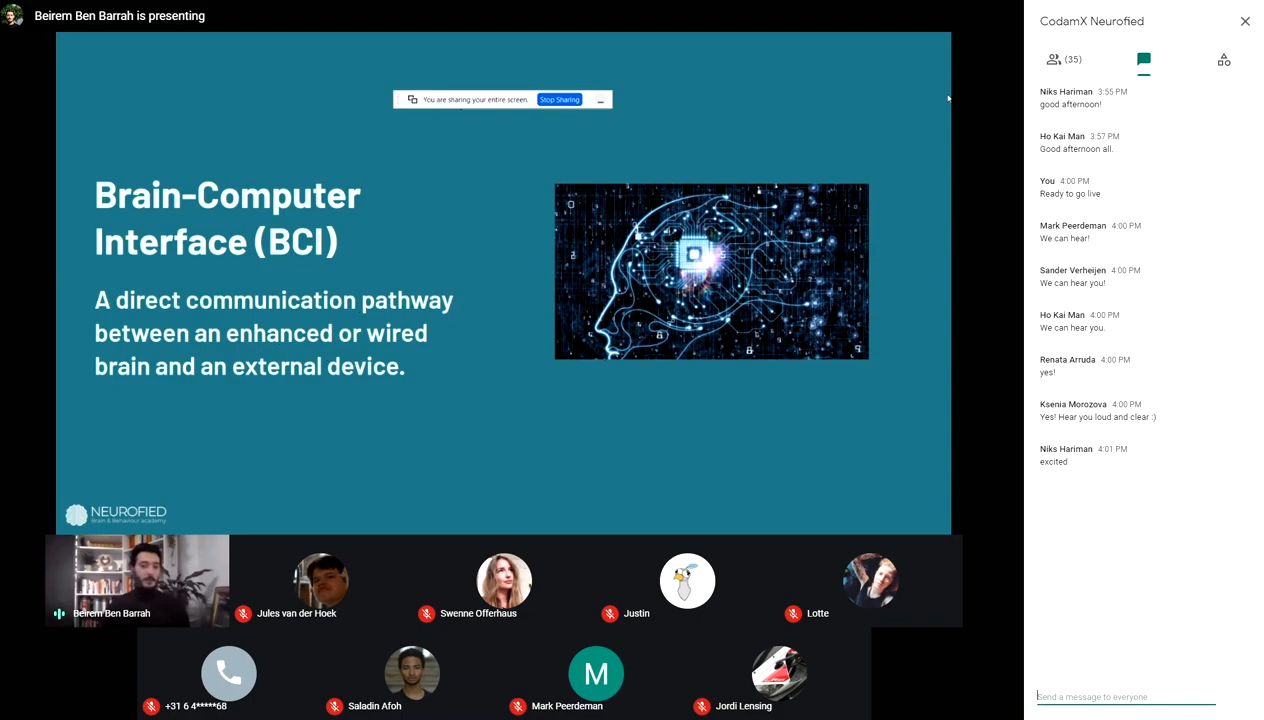 Beirem Ben Barrah is presenting
You are sharing your entire screen.
Stop Sharing
Brain-Computer
Interface (BCI)
A direct communication pathway
between an enhanced or wired
brain and an external device.
NEUROFIED
Brain & Behaviour academy
Beirem Ben Barrah
Jules van der Hoek
Swenne Offerhaus
Justin
Lotte
+31 6 4*****68
Saladin Afoh
M
Mark Peerdeman
Jordi Lensing
CodamX Neurofied
(35)
Niks Hariman 3:55 PM
good afternoon!
Ho Kai Man 3:57 PM
Good afternoon all.
You 4:00 PM
Ready to go live
Mark Peerdeman 4:00 PM
We can hear!
Sander Verheijen 4:00 PM
We can hear you!
Ho Kai Man 4:00 PM
We can hear you.
Renata Arruda 4:00 PM
yes!
Ksenia Morozova 4:00 PM
Yes! Hear you loud and clear :)
Niks Hariman 4:01 PM
excited
Send a message to everyone